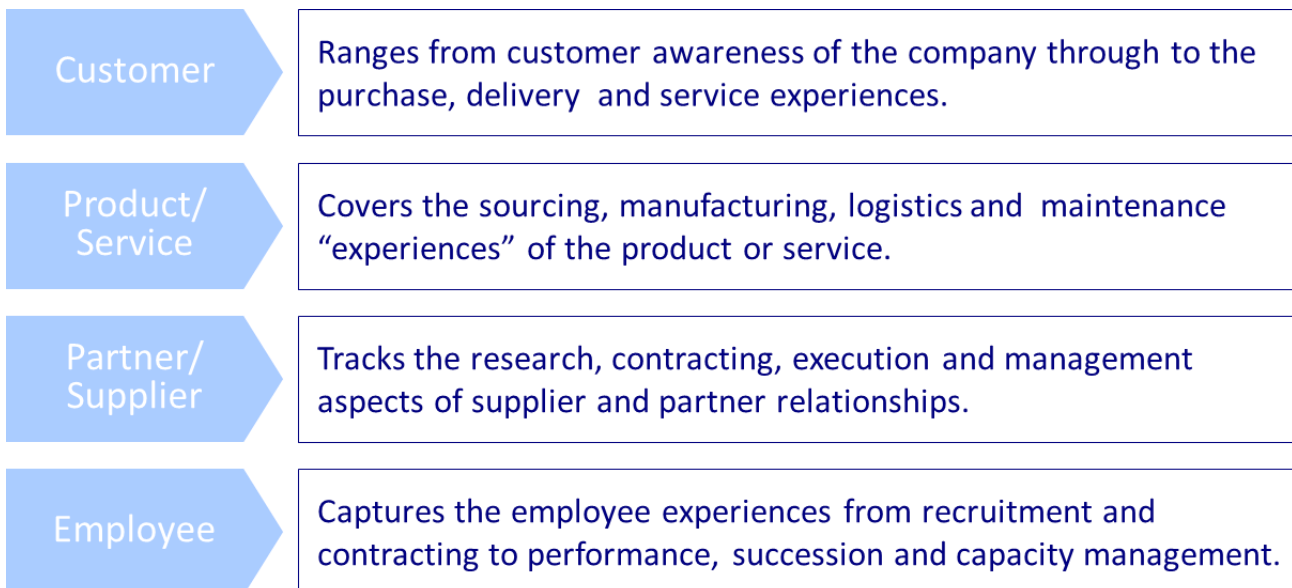 Customer
Ranges from customer awareness of the company through to the
purchase, delivery  and service experiences.
Product/
Service
Covers the sourcing, manufacturing, logistics and  maintenance
“experiences” of the product or service.
Partner/
Supplier
Tracks the research, contracting, execution and management
aspects of supplier and partner relationships.
Employee
Captures the employee experiences from recruitment and
contracting to performance, succession and capacity management.